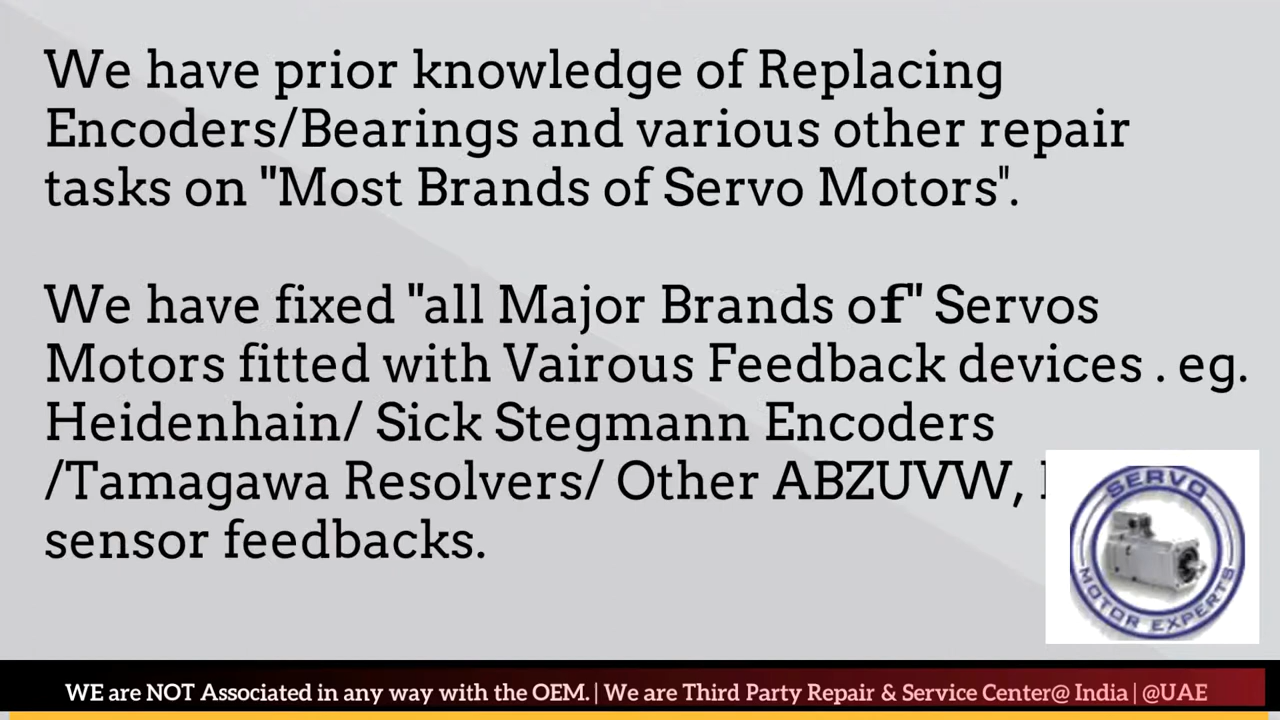 We have prior knowledge of Replacing
Encoders/Bearings and various other repair
tasks on "Most Brands of Servo Motors".
We have fixed "all Major Brands of" Servos
Motors fitted with Vairous Feedback devices . eg.
Heidenhain/ Sick Stegmann Encoders
/Tamagawa Resolvers/ Other ABZUVW,
sensor feedbacks.
SERVO
MOTOR EXPERTS
WE are NOT Associated in any way with the OEM. | We are Third Party Repair & Service Center@ India | @UAE